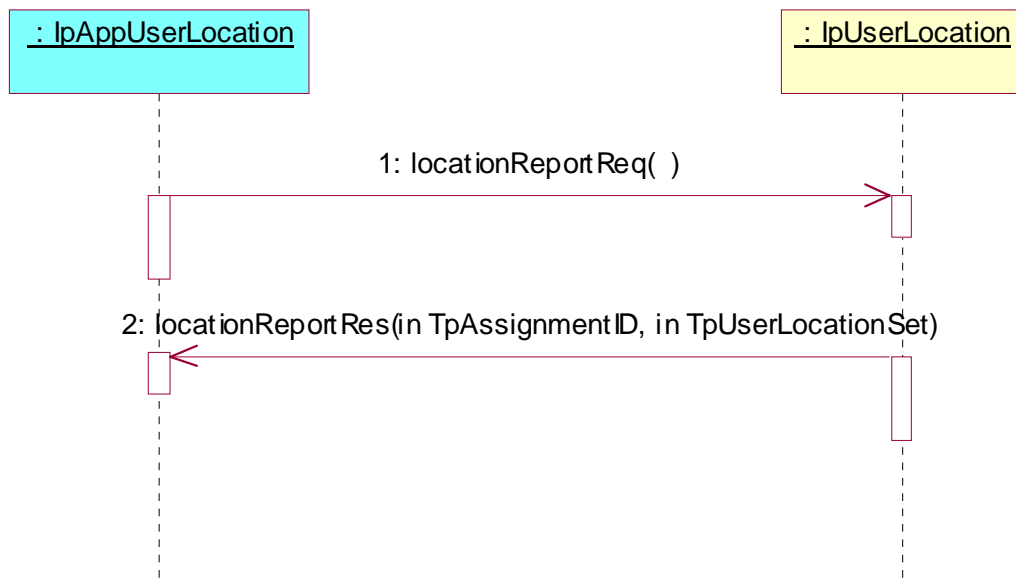 : IpAppUserLocation
: IpUserLocation
1: locationReportReq( )
2: locationReportRes(in TpAssignmentID, in TpUserLocationSet)